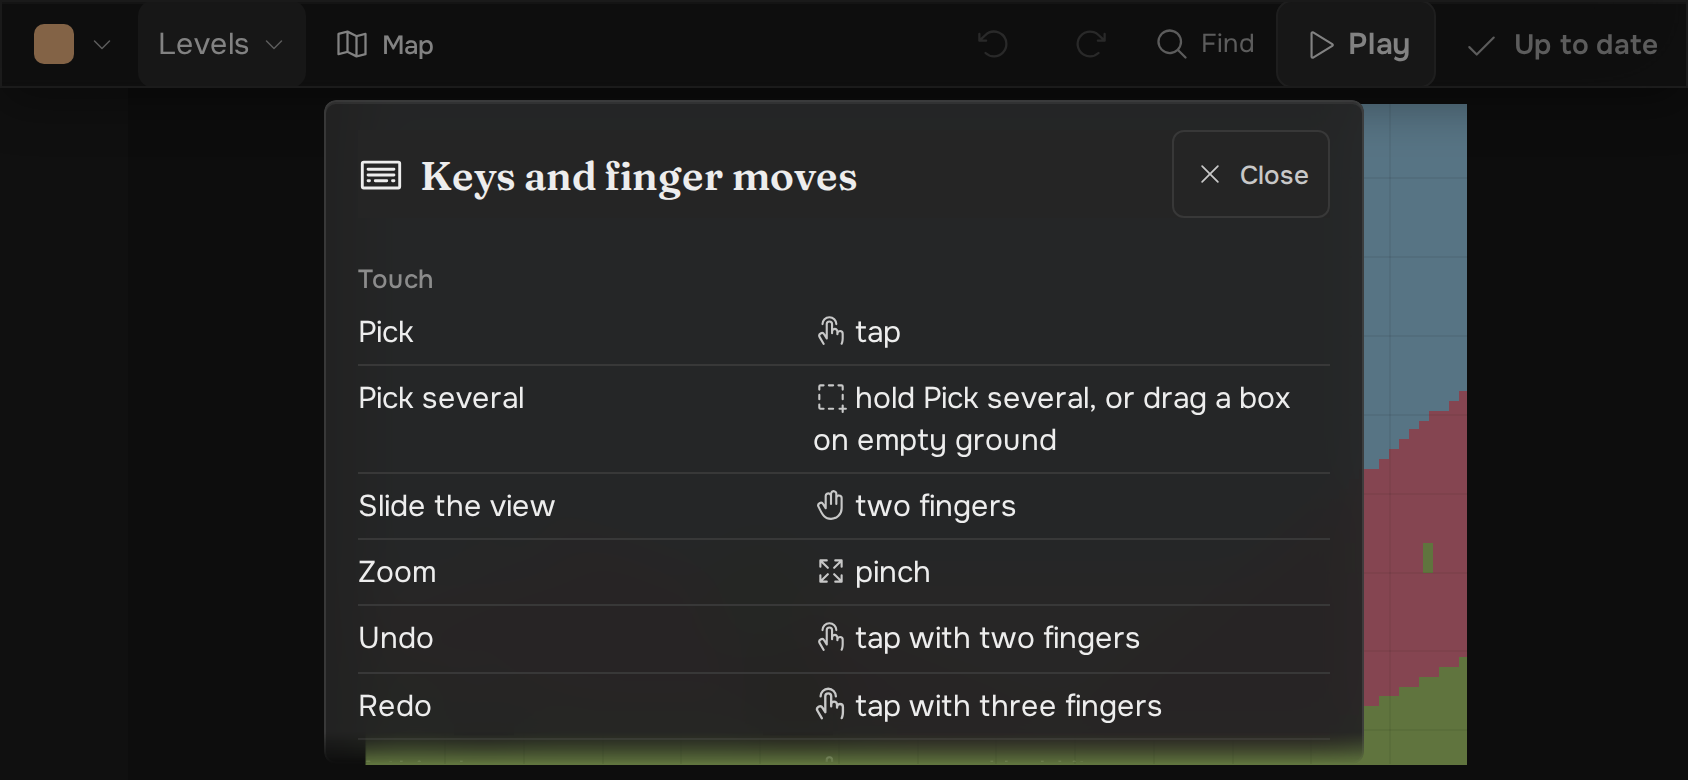 Levels
Map
Find
Play
Up to date
Keys and finger moves
Close
Touch
Pick
tap
Pick several
hold Pick several, or drag a box
on empty ground
Slide the view
two fingers
Zoom
pinch
Undo
tap with two fingers
Redo
tap with three fingers